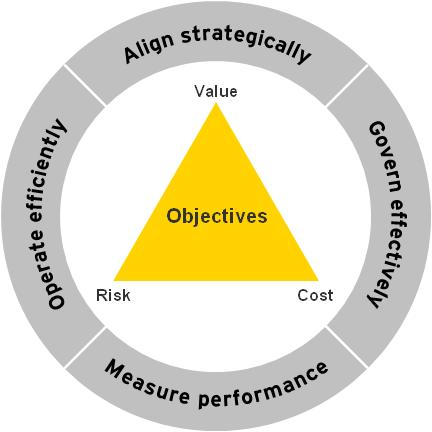 Align strategically
Value
Operate efficiently
Govern effectively
Objectives
Risk
Cost
Measure performance